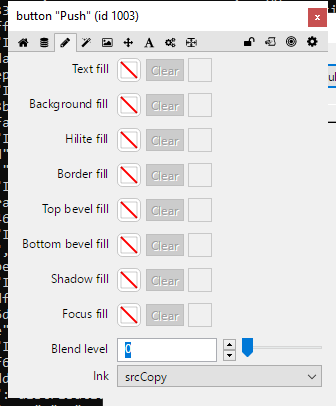 button "Push" (id 1003)
x
A
Text fill
Clear
Background fill
Clear
Hilite fill
Clear
Border fill
Clear
Top bevel fill
Clear
Bottom bevel fill
Clear
Shadow fill
Clear
Focus fill
Clear
Blend level
0
Ink
srcCopy